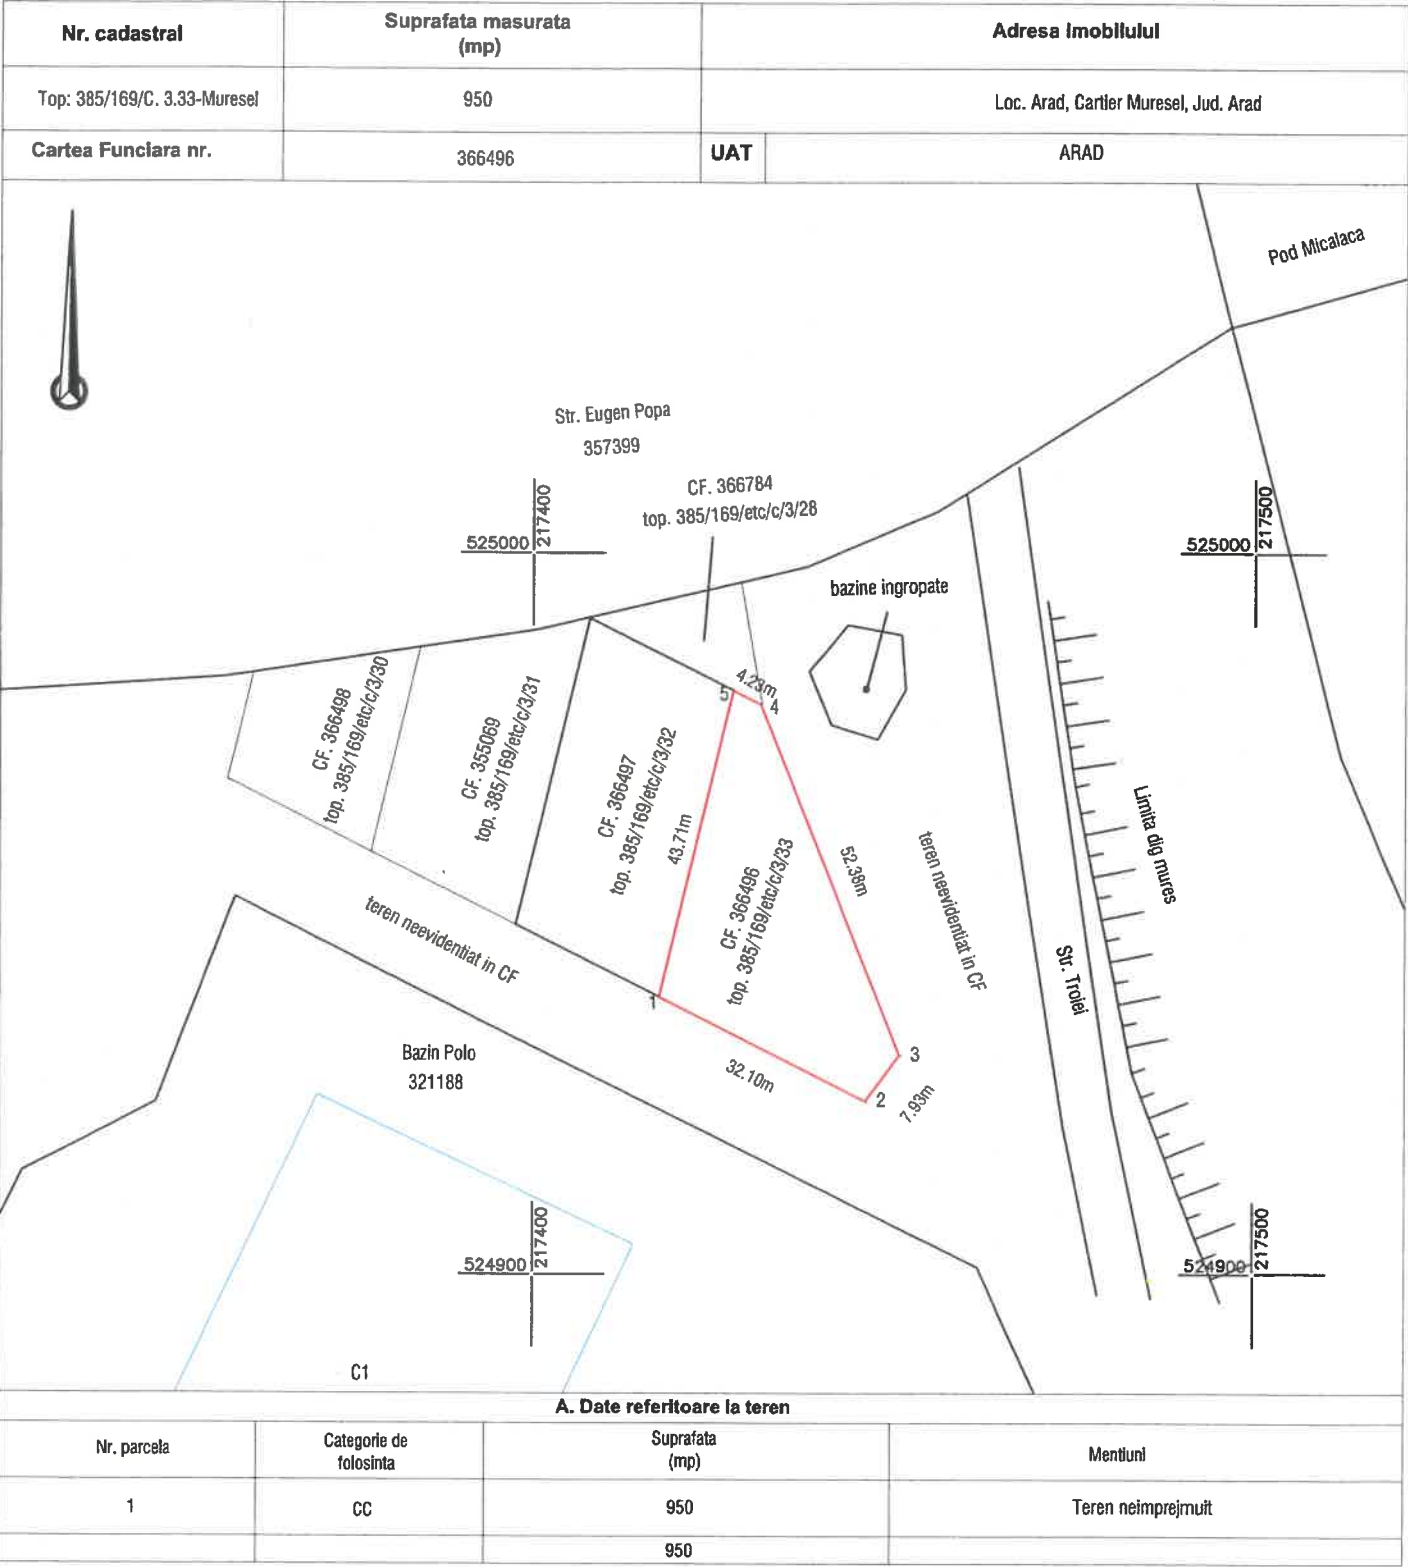 Nr. cadastral
Suprafata masurata
(mp)
Adresa Imobilului
Top: 385/169/C. 3.33-Muresel
950
Loc. Arad, Cartier Muresel, Jud. Arad
Cartea Funciara nr.
366496
UAT
ARAD
Pod Micalaca
Str. Eugen Popa
357399
CF. 366784
top. 385/169/etc/c/3/28
217400
525000
217500
525000
bazine ingropate
4.23m
5
4
CF. 366498
top. 385/169/etc/c/3/30
CF. 355069
top. 385/169/etc/c/3/31
CF. 366497
top. 385/169/etc/c/3/32
43.71m
CF. 366496
top. 385/169/etc/c/3/33
52.38m
teren neevidentiat in CF
Limita dig mures
Str. Troiei
teren neevidentiat in CF
1
Bazin Polo
321188
32.10m
3
2
7.93m
217400
524900
217500
524900
C1
A. Date referitoare la teren
Nr. parcela
Categorie de
folosinta
Suprafata
(mp)
Mentiuni
1
CC
950
Teren neimprejmuit
950